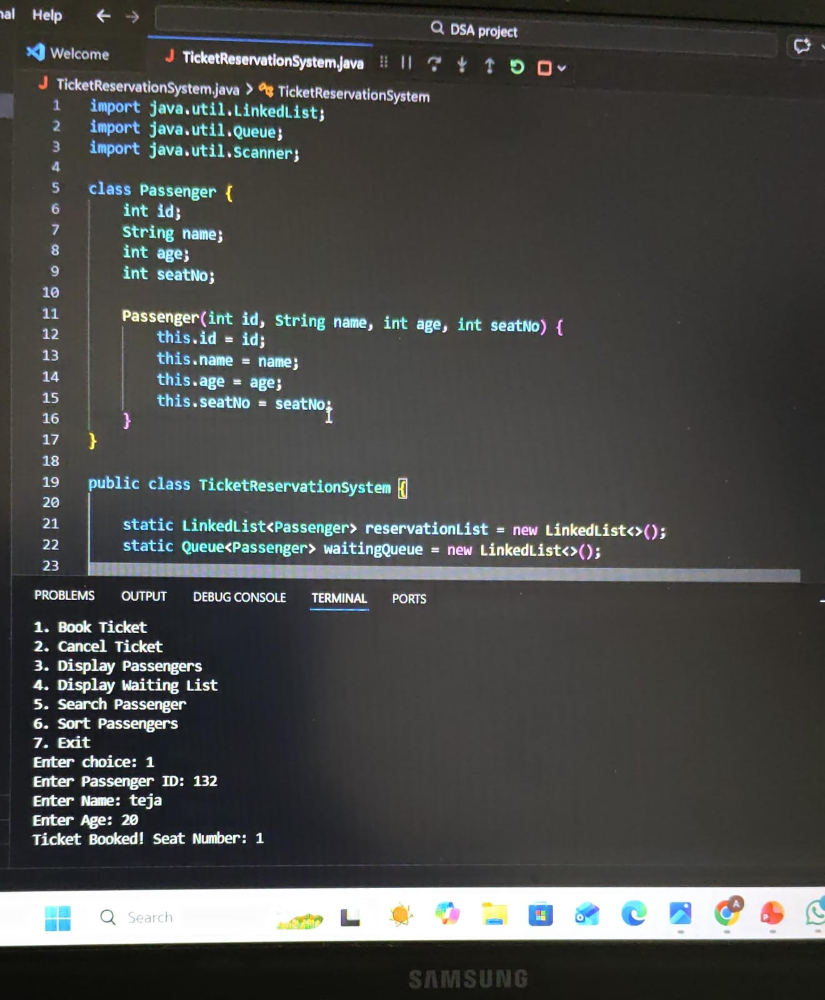 nal Help
DSA project
Welcome
J TicketReservationSystem.java
J TicketReservationSystem.java > TicketReservationSystem
1 import java.util.LinkedList;
2 import java.util.Queue;
3 import java.util.Scanner;
4
5 class Passenger {
6 int id;
7 String name;
8 int age;
9 int seatNo;
10
11 Passenger(int id, String name, int age, int seatNo) {
12 this.id = id;
13 this.name = name;
14 this.age = age;
15 this.seatNo = seatNo;
16 }
17 }
18
19 public class TicketReservationSystem {
20
21 static LinkedList<Passenger> reservationList = new LinkedList<>();
22 static Queue<Passenger> waitingQueue = new LinkedList<>();
23
PROBLEMS OUTPUT DEBUG CONSOLE TERMINAL PORTS
1. Book Ticket
2. Cancel Ticket
3. Display Passengers
4. Display Waiting List
5. Search Passenger
6. Sort Passengers
7. Exit
Enter choice: 1
Enter Passenger ID: 132
Enter Name: teja
Enter Age: 20
Ticket Booked! Seat Number: 1
Search
A
P
SAMSUNG